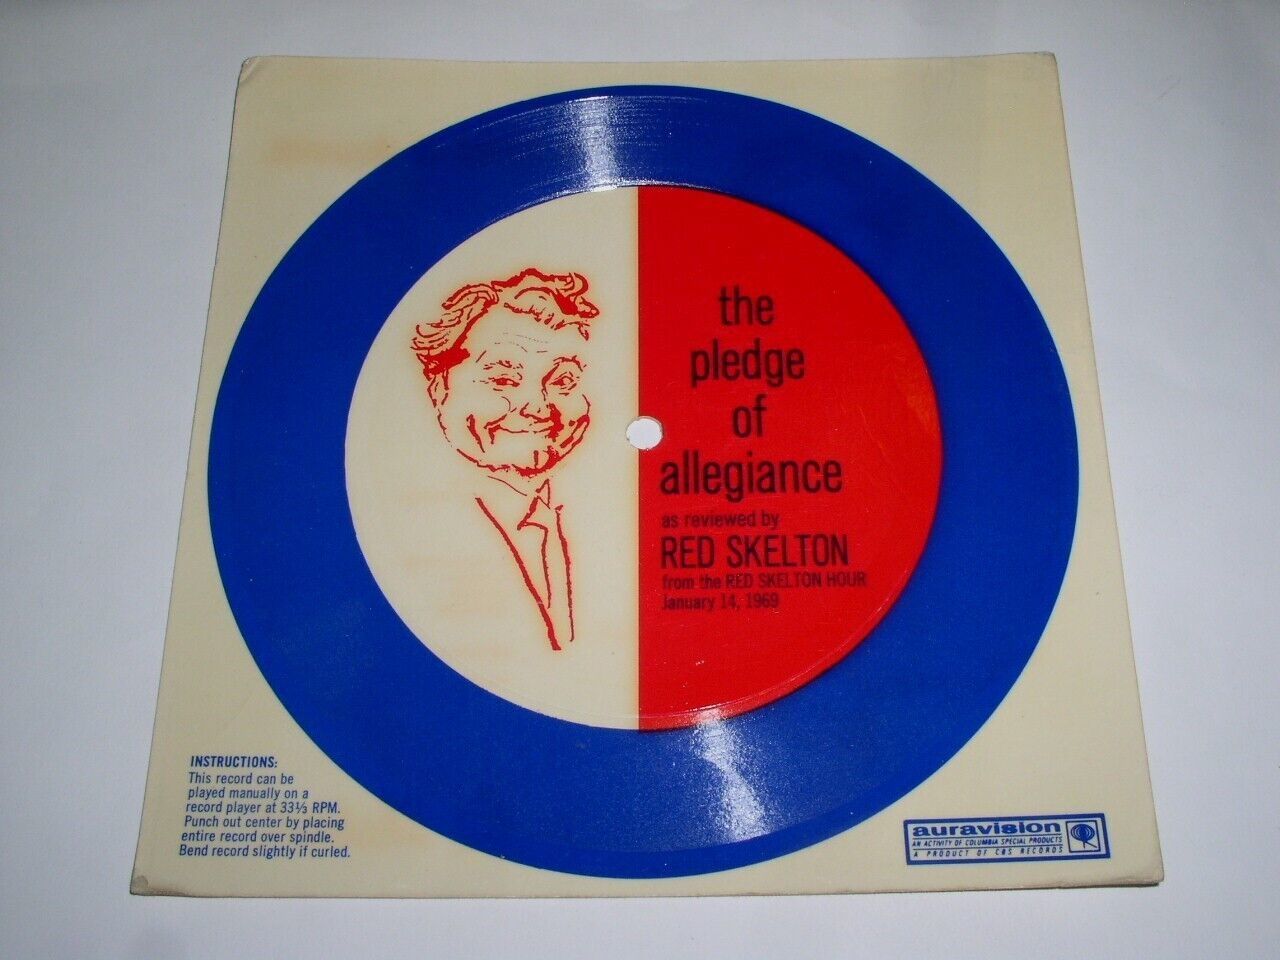 the
pledge
of
allegiance
as reviewed by
RED SKELTON
from the RED SKELTON HOUR
January 14, 1969
INSTRUCTIONS:
This record can be
played manually on a
record player at 33⅓ RPM.
Punch out center by placing
entire record over spindle.
Bend record slightly if curled.
auravision
AN ACTIVITY OF COLUMBIA SPECIAL PRODUCTS
A PRODUCT OF CBS RECORDS